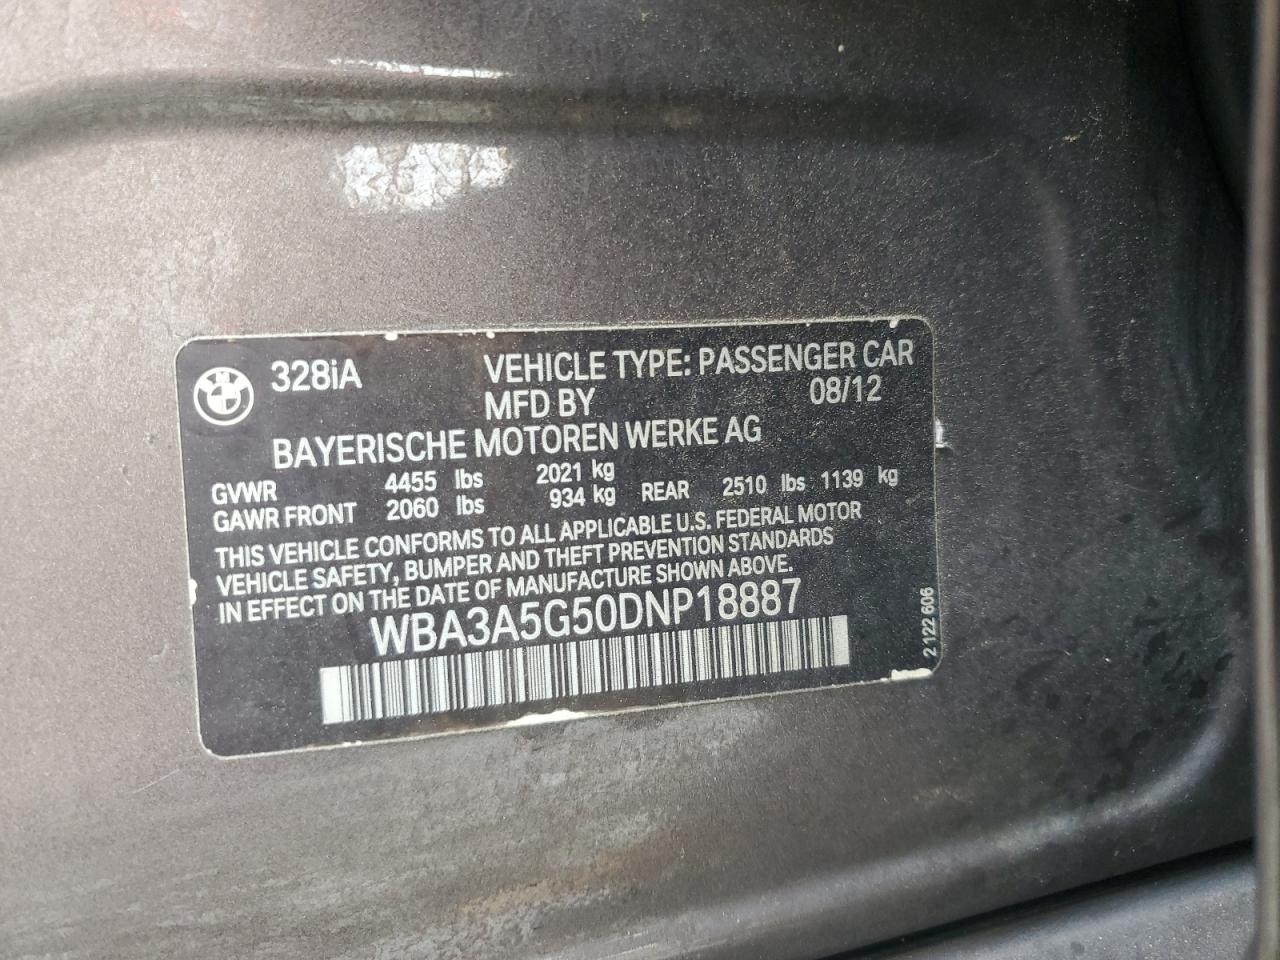 328iA VEHICLE TYPE: PASSENGER CAR
MFD BY 08/12
BAYERISCHE MOTOREN WERKE AG
GVWR 4455 lbs 2021 kg
GAWR FRONT 2060 lbs 934 kg REAR 2510 lbs 1139 kg
THIS VEHICLE CONFORMS TO ALL APPLICABLE U.S. FEDERAL MOTOR
VEHICLE SAFETY, BUMPER AND THEFT PREVENTION STANDARDS
IN EFFECT ON THE DATE OF MANUFACTURE SHOWN ABOVE.
WBA3A5G50DNP18887
2 122 606